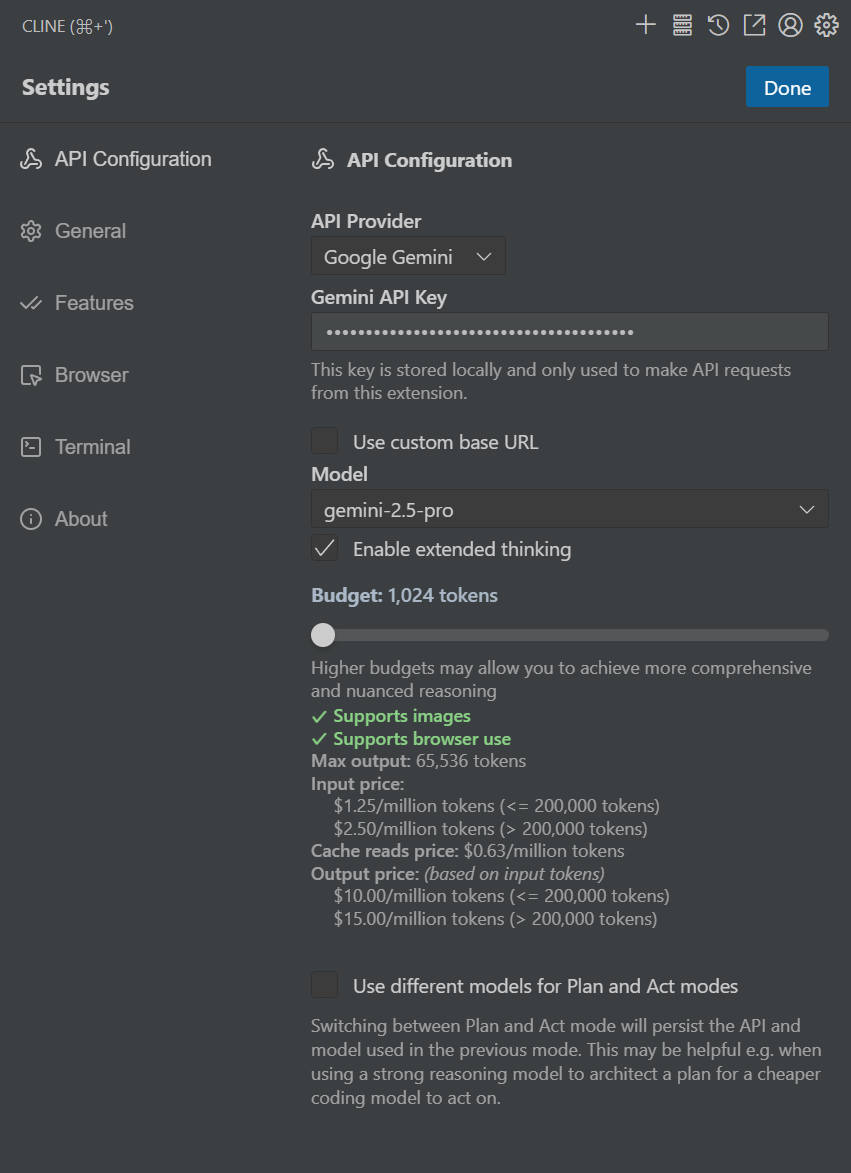 CLINE (⌘+')
Settings
Done
API Configuration
General
Features
Browser
Terminal
About
API Configuration
API Provider
Google Gemini
Gemini API Key
•••••••••••••••••••••••••••••••••••••••
This key is stored locally and only used to make API requests
from this extension.
Use custom base URL
Model
gemini-2.5-pro
Enable extended thinking
Budget: 1,024 tokens
Higher budgets may allow you to achieve more comprehensive
and nuanced reasoning
✓ Supports images
✓ Supports browser use
Max output: 65,536 tokens
Input price:
$1.25/million tokens (<= 200,000 tokens)
$2.50/million tokens (> 200,000 tokens)
Cache reads price: $0.63/million tokens
Output price: (based on input tokens)
$10.00/million tokens (<= 200,000 tokens)
$15.00/million tokens (> 200,000 tokens)
Use different models for Plan and Act modes
Switching between Plan and Act mode will persist the API and
model used in the previous mode. This may be helpful e.g. when
using a strong reasoning model to architect a plan for a cheaper
coding model to act on.